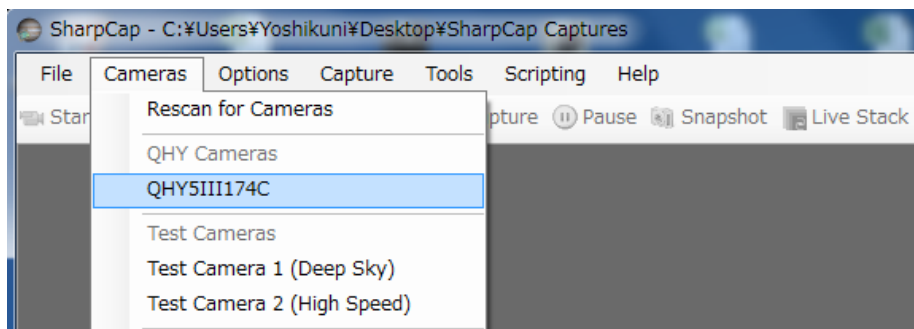 SharpCap - C:¥Users¥Yoshikuni¥Desktop¥SharpCap Captures
File Cameras Options Capture Tools Scripting Help
Star
pture Pause Snapshot Live Stack
Rescan for Cameras
QHY Cameras
QHY5III174C
Test Cameras
Test Camera 1 (Deep Sky)
Test Camera 2 (High Speed)